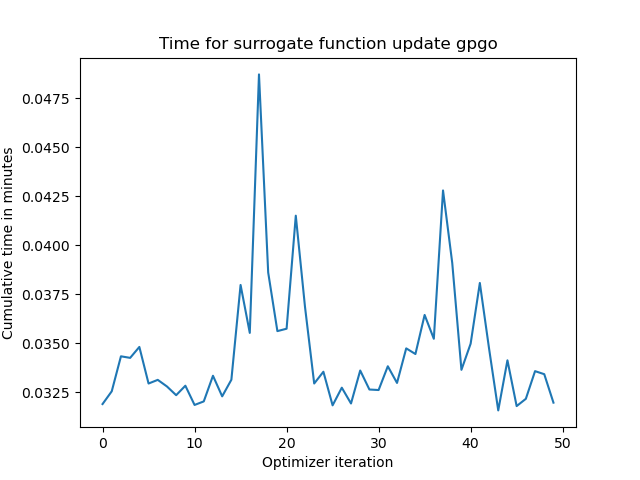 Time for surrogate function update gpgo
Cumulative time in minutes
0.0475
0.0450
0.0425
0.0400
0.0375
0.0350
0.0325
0 10 20 30 40 50
Optimizer iteration